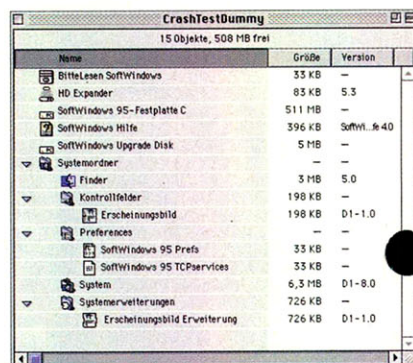 CrashTestDummy
15 Objekte, 508 MB frei
Name Größe Version
BitteLesen SoftWindows 33 KB –
HD Expander 83 KB 5.3
SoftWindows 95-Festplatte C 511 MB –
SoftWindows Hilfe 396 KB SoftWi...fe 4.0
SoftWindows Upgrade Disk 5 MB –
Systemordner – –
Finder 3 MB 5.0
Kontrollfelder 198 KB –
Erscheinungsbild 198 KB D1-1.0
Preferences – –
SoftWindows 95 Prefs 33 KB –
SoftWindows 95 TCPservices 33 KB –
System 6,3 MB D1-8.0
Systemerweiterungen 726 KB –
Erscheinungsbild Erweiterung 726 KB D1-1.0